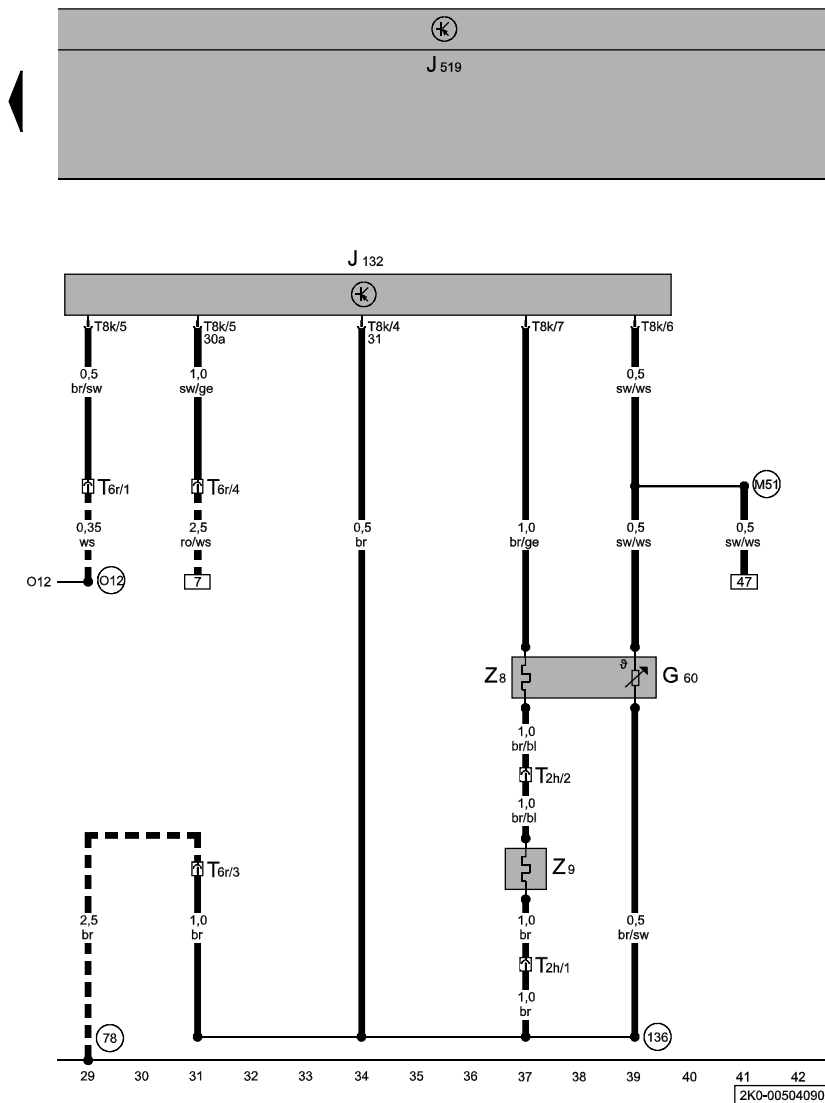 J 519
J 132
T8k/5 T8k/5 T8k/4 T8k/7 T8k/6
30a 31
0,5 1,0 0,5
br/sw sw/ge sw/ws
T6r/1 T6r/4 M51
0,35 2,5 0,5 1,0 0,5 0,5
ws ro/ws br br/ge sw/ws sw/ws
O12 O12 7 47
Z 8 ϑ G 60
1,0
br/bl
T2h/2
1,0
br/bl
T6r/3 Z 9
2,5 1,0 1,0 0,5
br br br br/sw
T2h/1
1,0
br
78 136
29 30 31 32 33 34 35 36 37 38 39 40 41 42
2K0-00504090